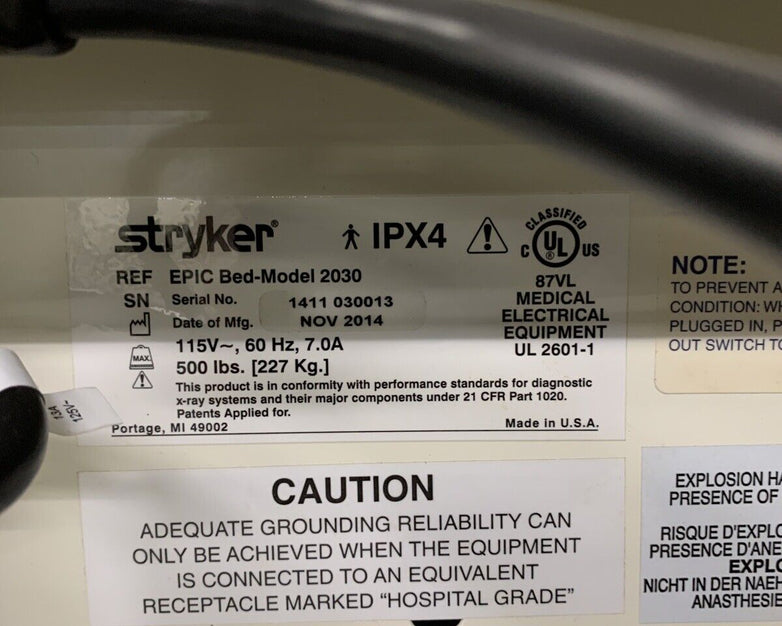 stryker®
IPX4
CLASSIFIED
C UL® US
REF EPIC Bed-Model 2030
SN Serial No. 1411 030013
Date of Mfg. NOV 2014
115V~, 60 Hz, 7.0A
MAX. 500 lbs. [227 Kg.]
87VL
MEDICAL
ELECTRICAL
EQUIPMENT
UL 2601-1
This product is in conformity with performance standards for diagnostic
x-ray systems and their major components under 21 CFR Part 1020.
Patents Applied for.
Portage, MI 49002
Made in U.S.A.
125V~
13A
NOTE:
TO PREVENT A
CONDITION: WH
PLUGGED IN, P
OUT SWITCH TO
CAUTION
ADEQUATE GROUNDING RELIABILITY CAN
ONLY BE ACHIEVED WHEN THE EQUIPMENT
IS CONNECTED TO AN EQUIVALENT
RECEPTACLE MARKED “HOSPITAL GRADE”
EXPLOSION HA
PRESENCE OF
RISQUE D'EXPLO
PRESENCE D'ANE
EXPLO
NICHT IN DER NAEH
ANASTHESIE